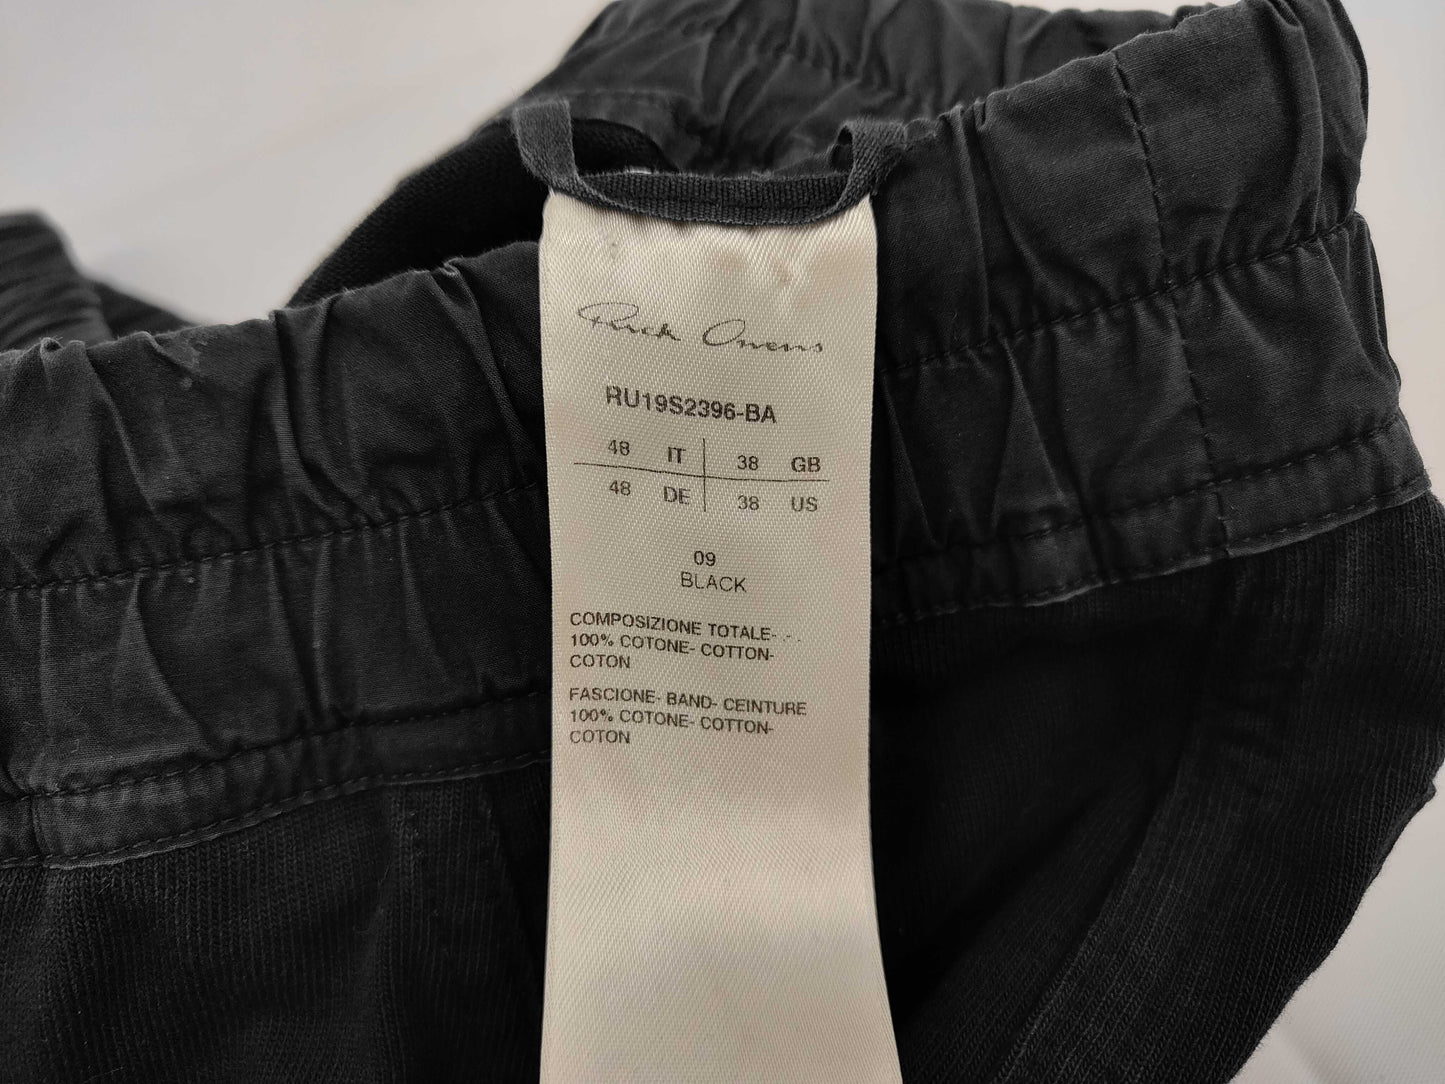 Rick Owens
RU19S2396-BA
48 IT 38 GB
48 DE 38 US
09
BLACK
COMPOSIZIONE TOTALE- - .
100% COTONE- COTTON-
COTON
FASCIONE- BAND- CEINTURE
100% COTONE- COTTON-
COTON